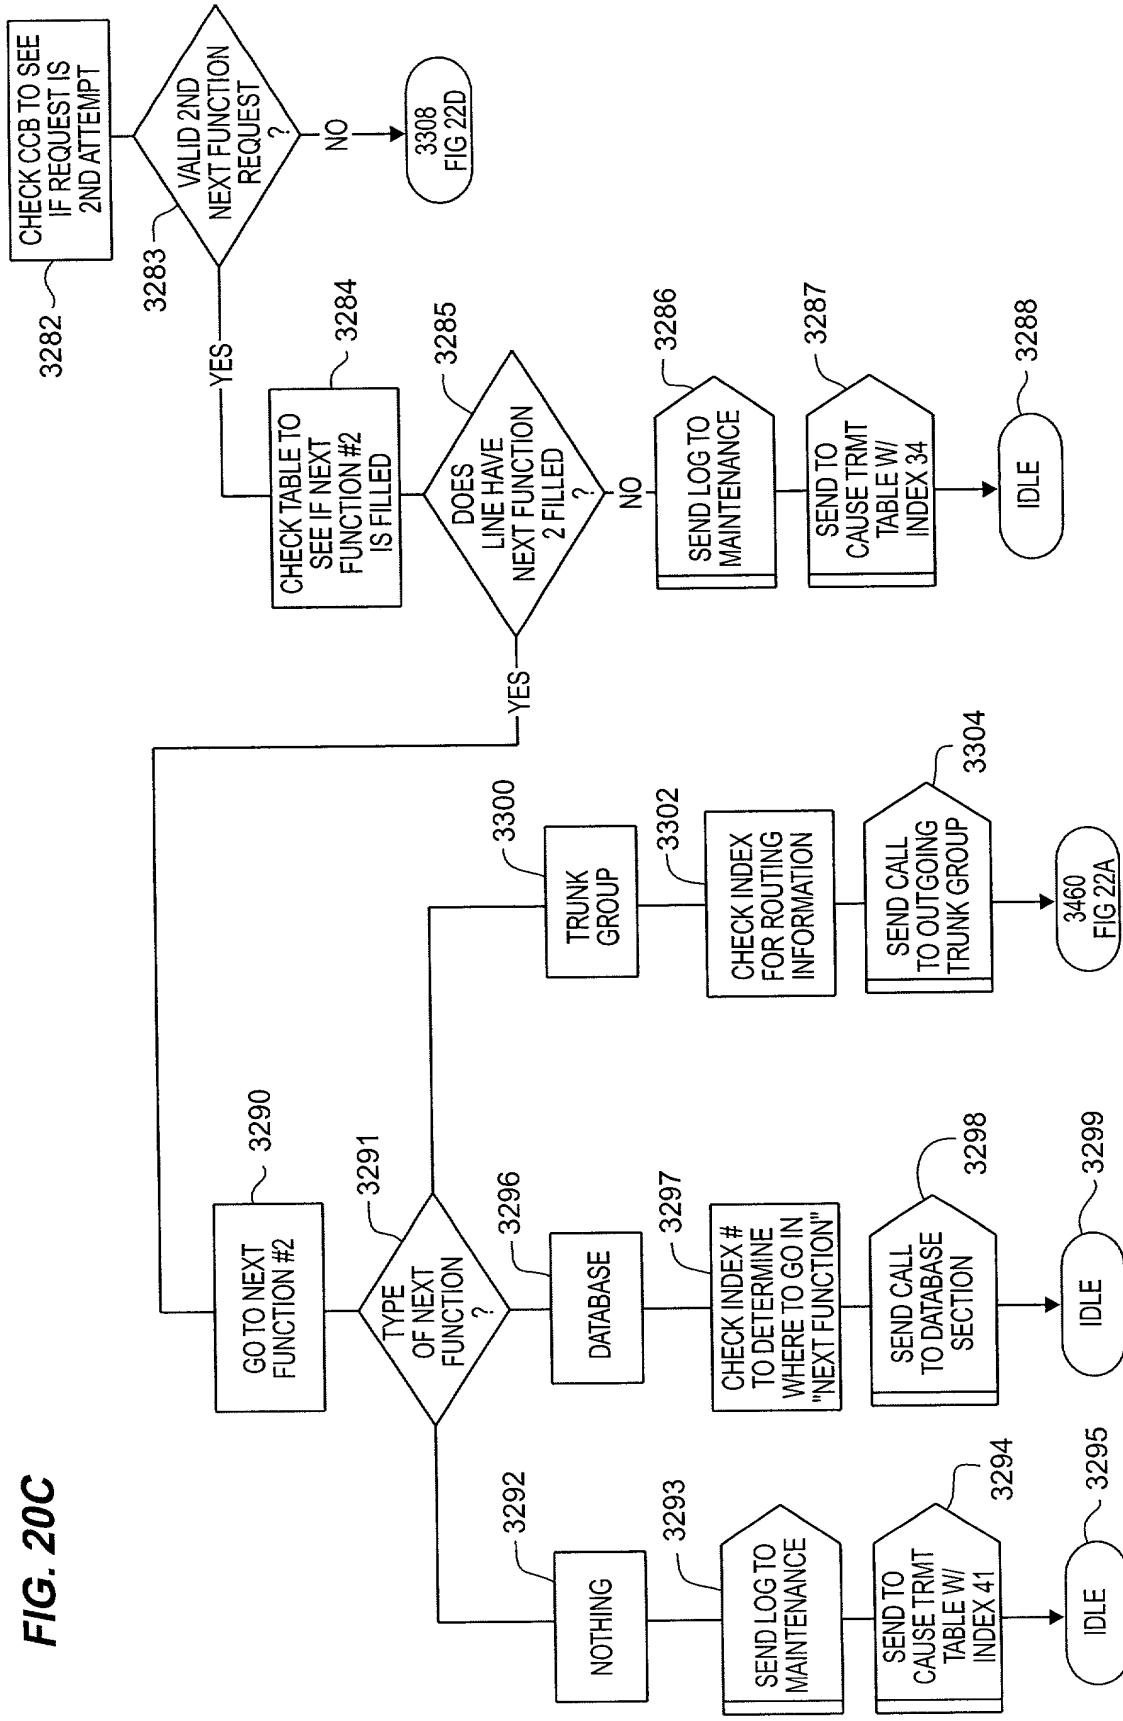 FIG. 20C
CHECK CCB TO SEE
IF REQUEST IS
2ND ATTEMPT
3282
VALID 2ND
NEXT FUNCTION
REQUEST
?
3283
NO
3308
FIG 22D
YES
CHECK TABLE TO
SEE IF NEXT
FUNCTION #2
IS FILLED
3284
DOES
LINE HAVE
NEXT FUNCTION
2 FILLED
?
3285
NO
SEND LOG TO
MAINTENANCE
3286
SEND TO
CAUSE TRMT
TABLE W/
INDEX 34
3287
IDLE
3288
YES
GO TO NEXT
FUNCTION #2
3290
TYPE
OF NEXT
FUNCTION
?
3291
NOTHING
3292
SEND LOG TO
MAINTENANCE
3293
SEND TO
CAUSE TRMT
TABLE W/
INDEX 41
3294
IDLE
3295
DATABASE
3296
CHECK INDEX #
TO DETERMINE
WHERE TO GO IN
"NEXT FUNCTION"
3297
SEND CALL
TO DATABASE
SECTION
3298
IDLE
3299
TRUNK
GROUP
3300
CHECK INDEX
FOR ROUTING
INFORMATION
3302
SEND CALL
TO OUTGOING
TRUNK GROUP
3304
3460
FIG 22A